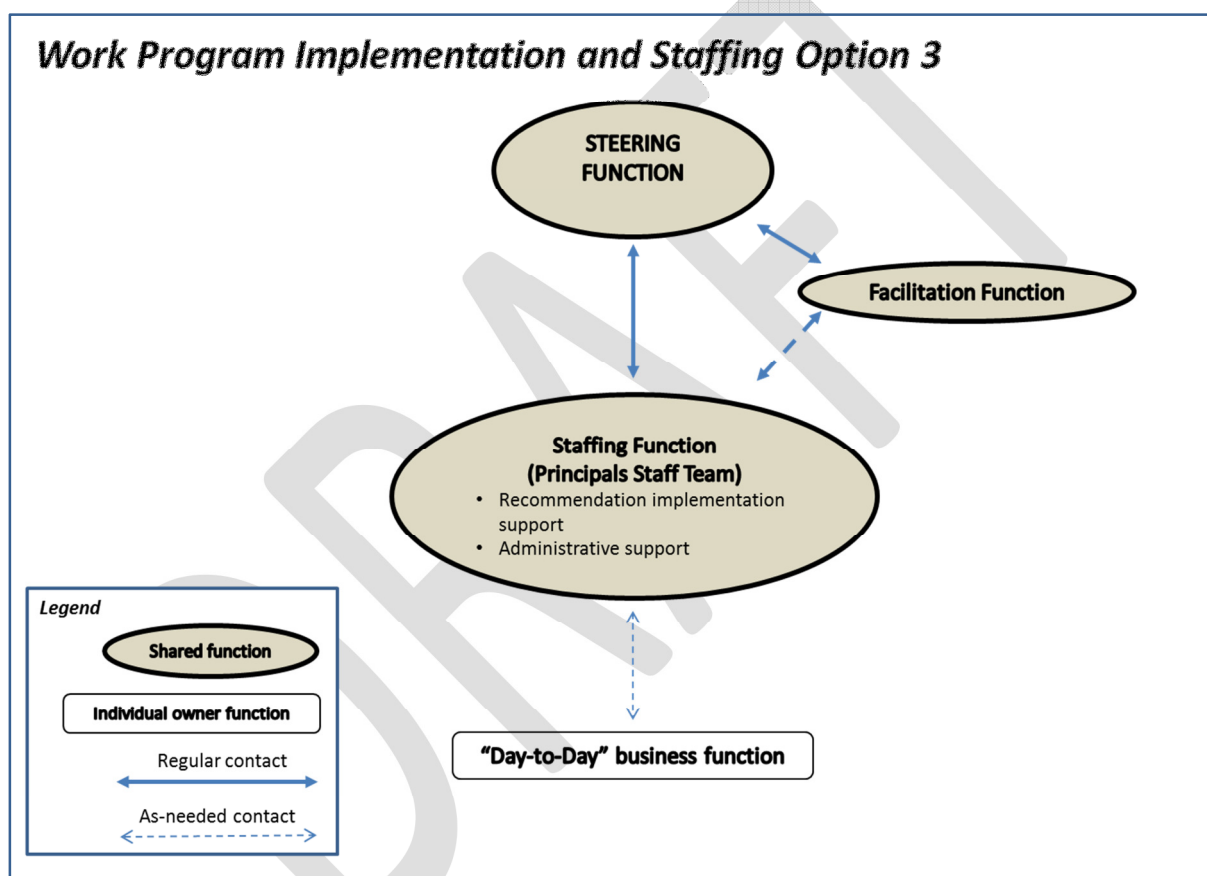 Work Program Implementation and Staffing Option 3
STEERING
FUNCTION
Facilitation Function
Staffing Function
(Principals Staff Team)
• Recommendation implementation
support
• Administrative support
Legend
Shared function
Individual owner function
Regular contact
As-needed contact
“Day-to-Day” business function
DRAFT